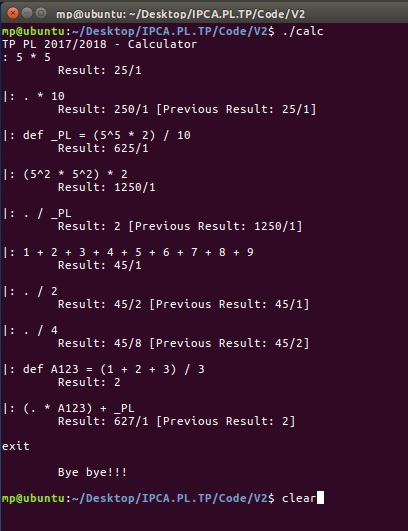 mp@ubuntu: ~/Desktop/IPCA.PL.TP/Code/V2
mp@ubuntu:~/Desktop/IPCA.PL.TP/Code/V2$ ./calc
TP PL 2017/2018 - Calculator
: 5 * 5
Result: 25/1
|: . * 10
Result: 250/1 [Previous Result: 25/1]
|: def _PL = (5^5 * 2) / 10
Result: 625/1
|: (5^2 * 5^2) * 2
Result: 1250/1
|: . / _PL
Result: 2 [Previous Result: 1250/1]
|: 1 + 2 + 3 + 4 + 5 + 6 + 7 + 8 + 9
Result: 45/1
|: . / 2
Result: 45/2 [Previous Result: 45/1]
|: . / 4
Result: 45/8 [Previous Result: 45/2]
|: def A123 = (1 + 2 + 3) / 3
Result: 2
|: (. * A123) + _PL
Result: 627/1 [Previous Result: 2]
exit
Bye bye!!!
mp@ubuntu:~/Desktop/IPCA.PL.TP/Code/V2$ clear